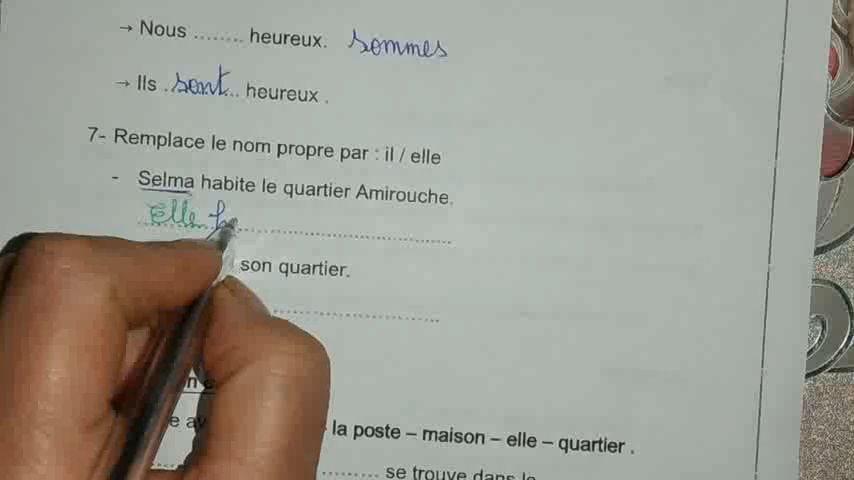 → Nous ........ heureux. sommes
→ Ils .sont.. heureux .
7- Remplace le nom propre par : il / elle
- Selma habite le quartier Amirouche.
Elle h
son quartier.
la poste – maison – elle – quartier .
......... se trouve dans le